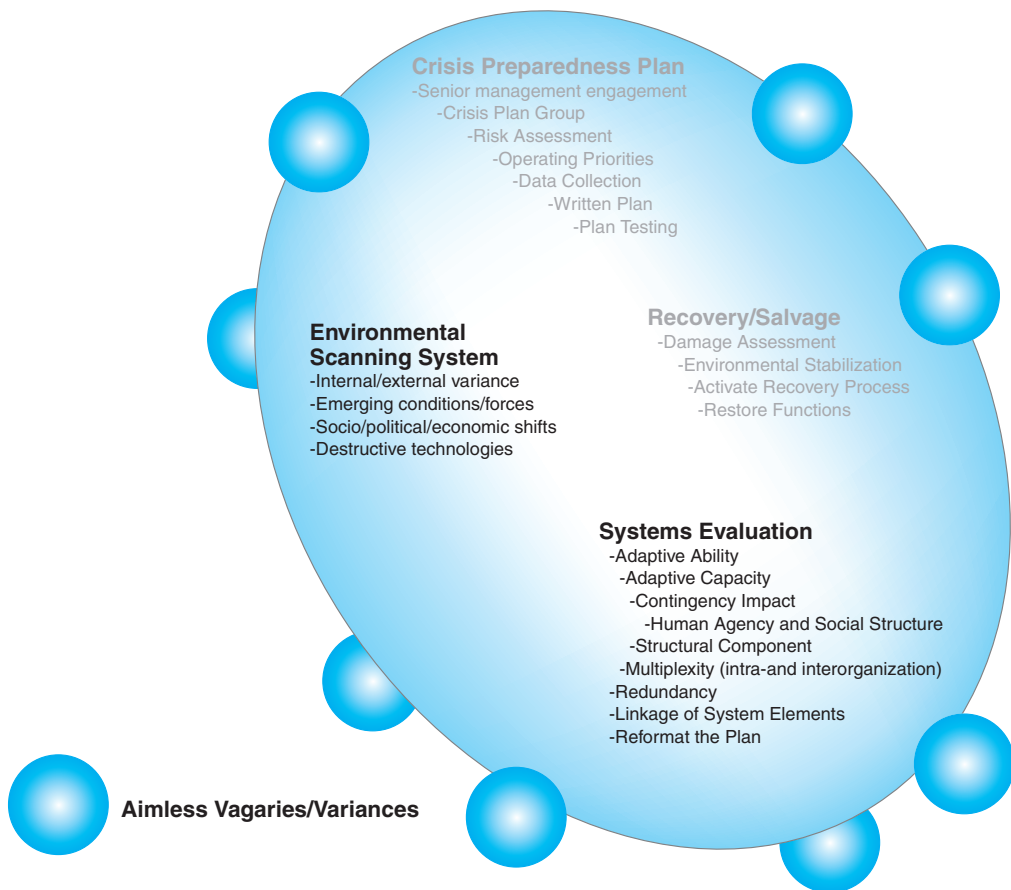 Crisis Preparedness Plan
-Senior management engagement
-Crisis Plan Group
-Risk Assessment
-Operating Priorities
-Data Collection
-Written Plan
-Plan Testing
Environmental
Scanning System
-Internal/external variance
-Emerging conditions/forces
-Socio/political/economic shifts
-Destructive technologies
Recovery/Salvage
-Damage Assessment
-Environmental Stabilization
-Activate Recovery Process
-Restore Functions
Systems Evaluation
-Adaptive Ability
-Adaptive Capacity
-Contingency Impact
-Human Agency and Social Structure
-Structural Component
-Multiplexity (intra-and interorganization)
-Redundancy
-Linkage of System Elements
-Reformat the Plan
Aimless Vagaries/Variances